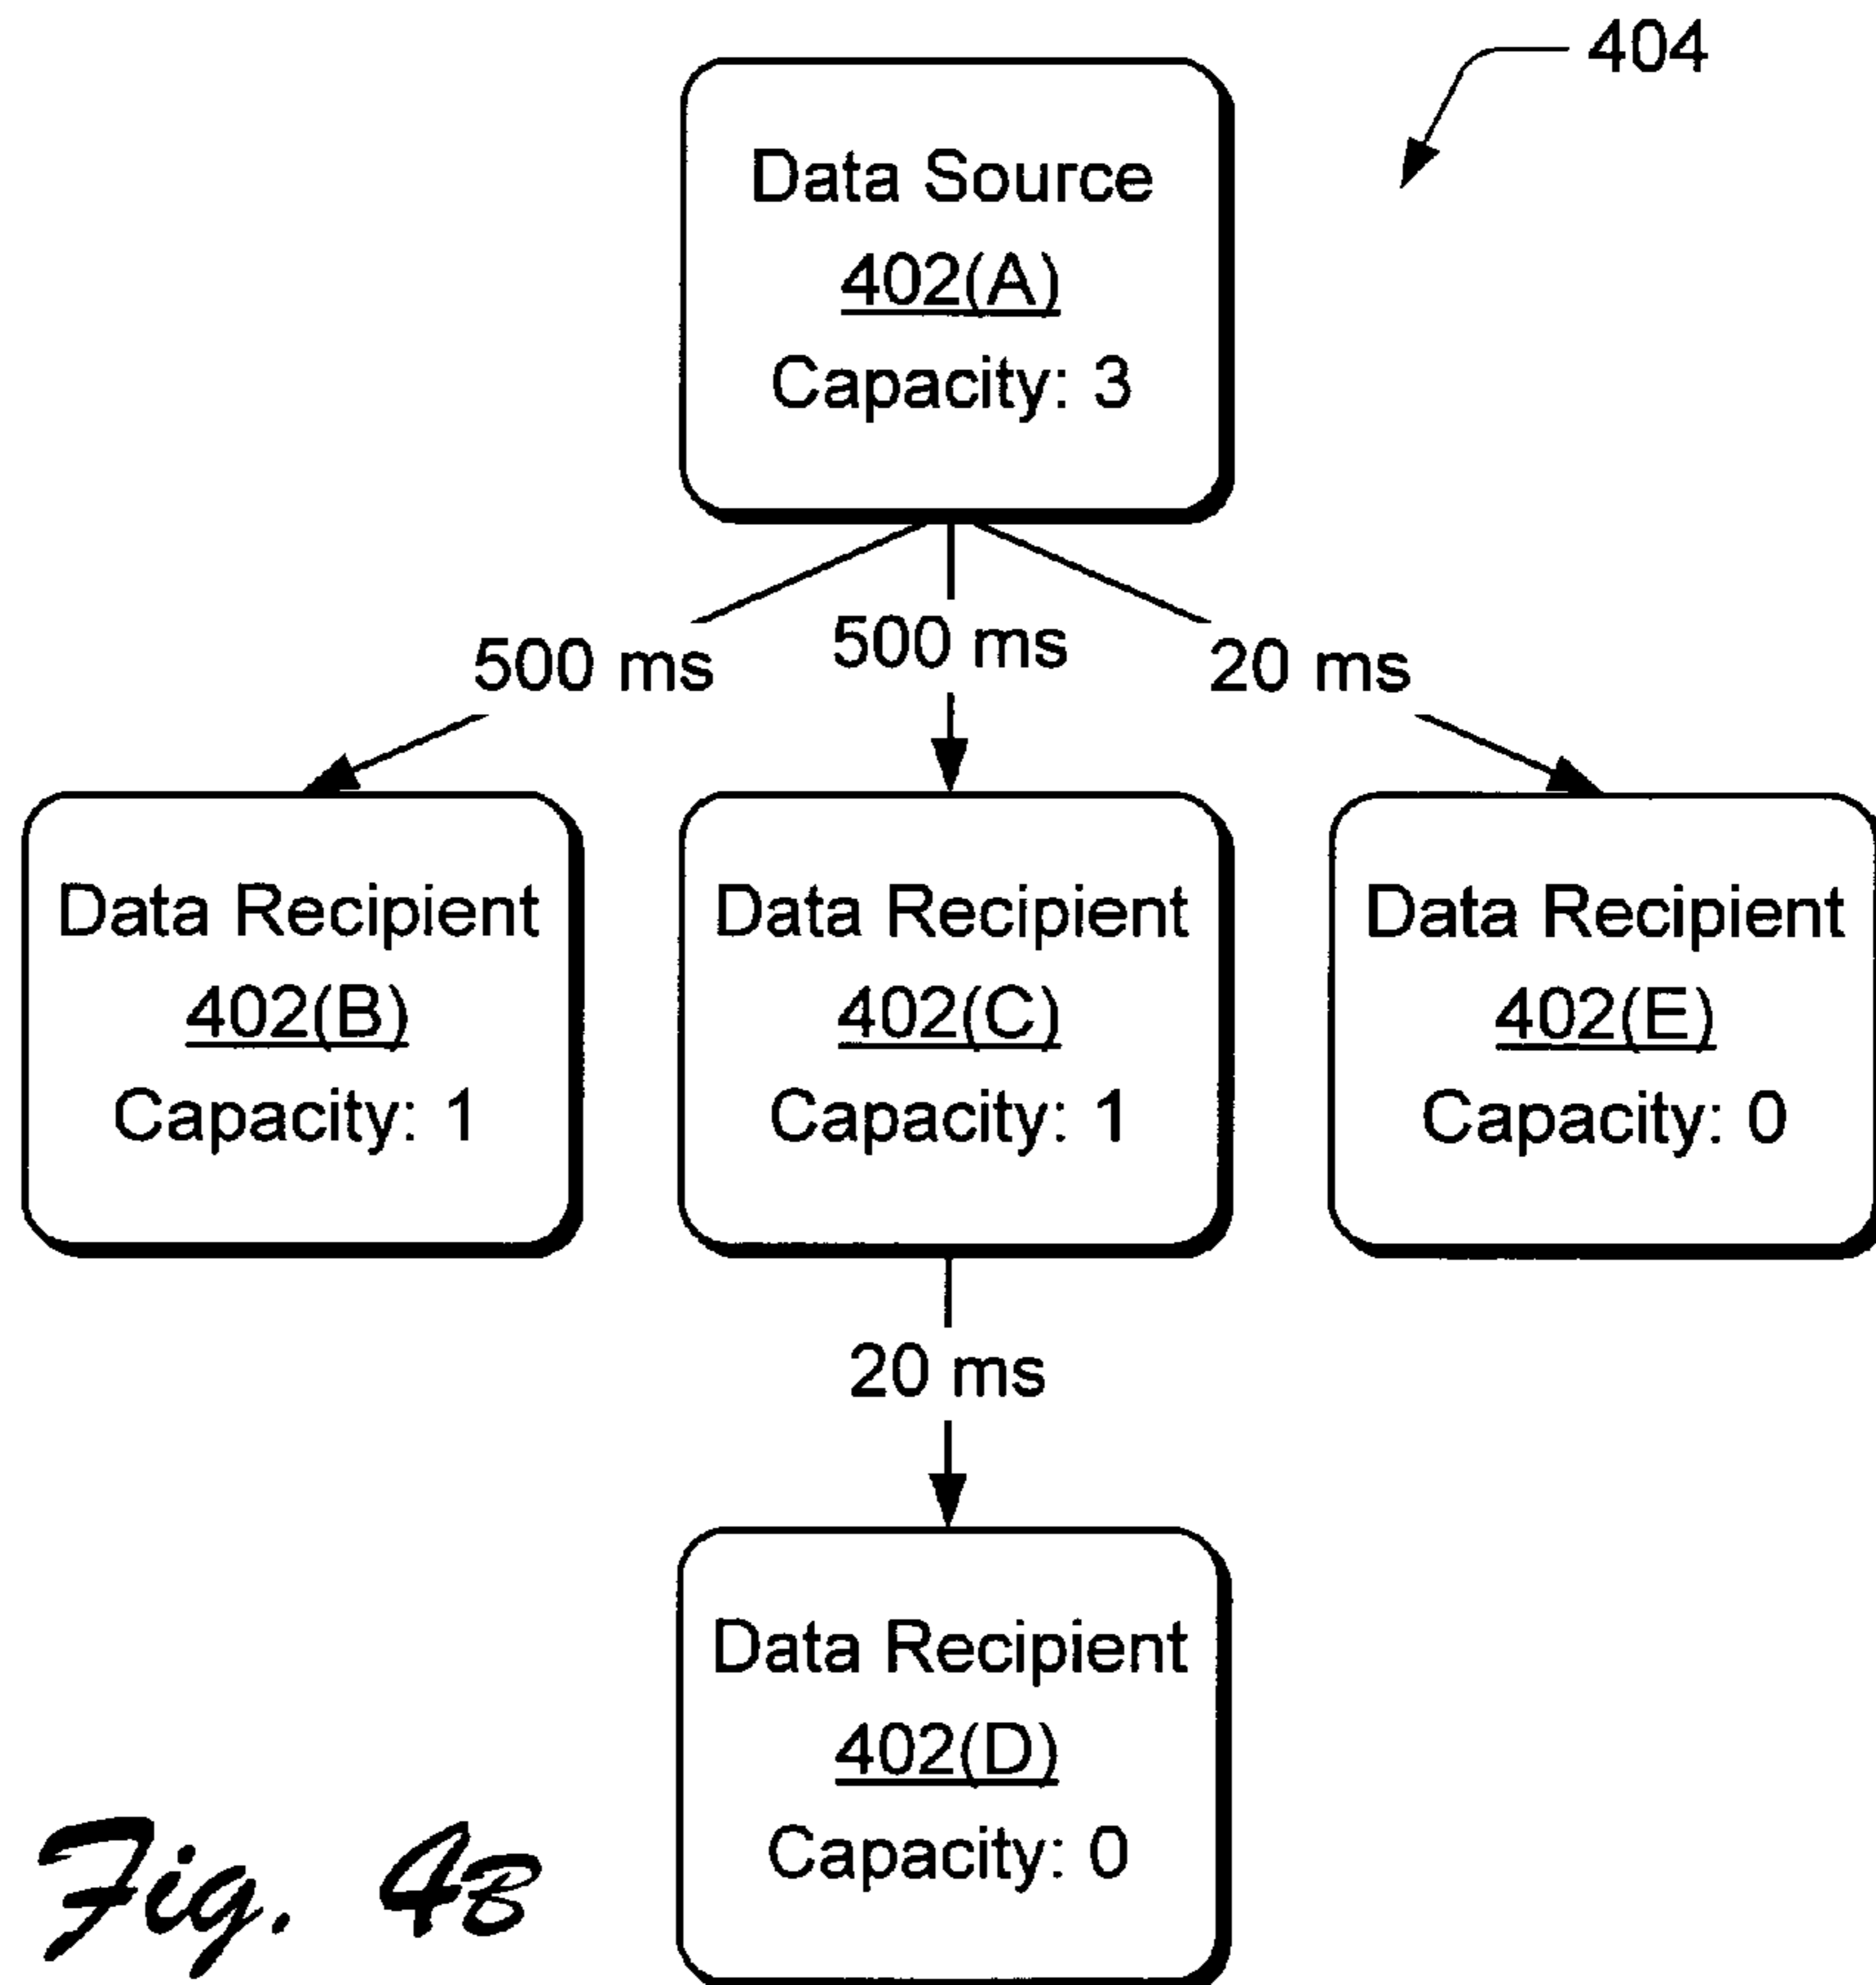 404
Data Source
402(A)
Capacity: 3
500 ms
500 ms
20 ms
Data Recipient
402(B)
Capacity: 1
Data Recipient
402(C)
Capacity: 1
Data Recipient
402(E)
Capacity: 0
20 ms
Data Recipient
402(D)
Capacity: 0
Fig. 4B